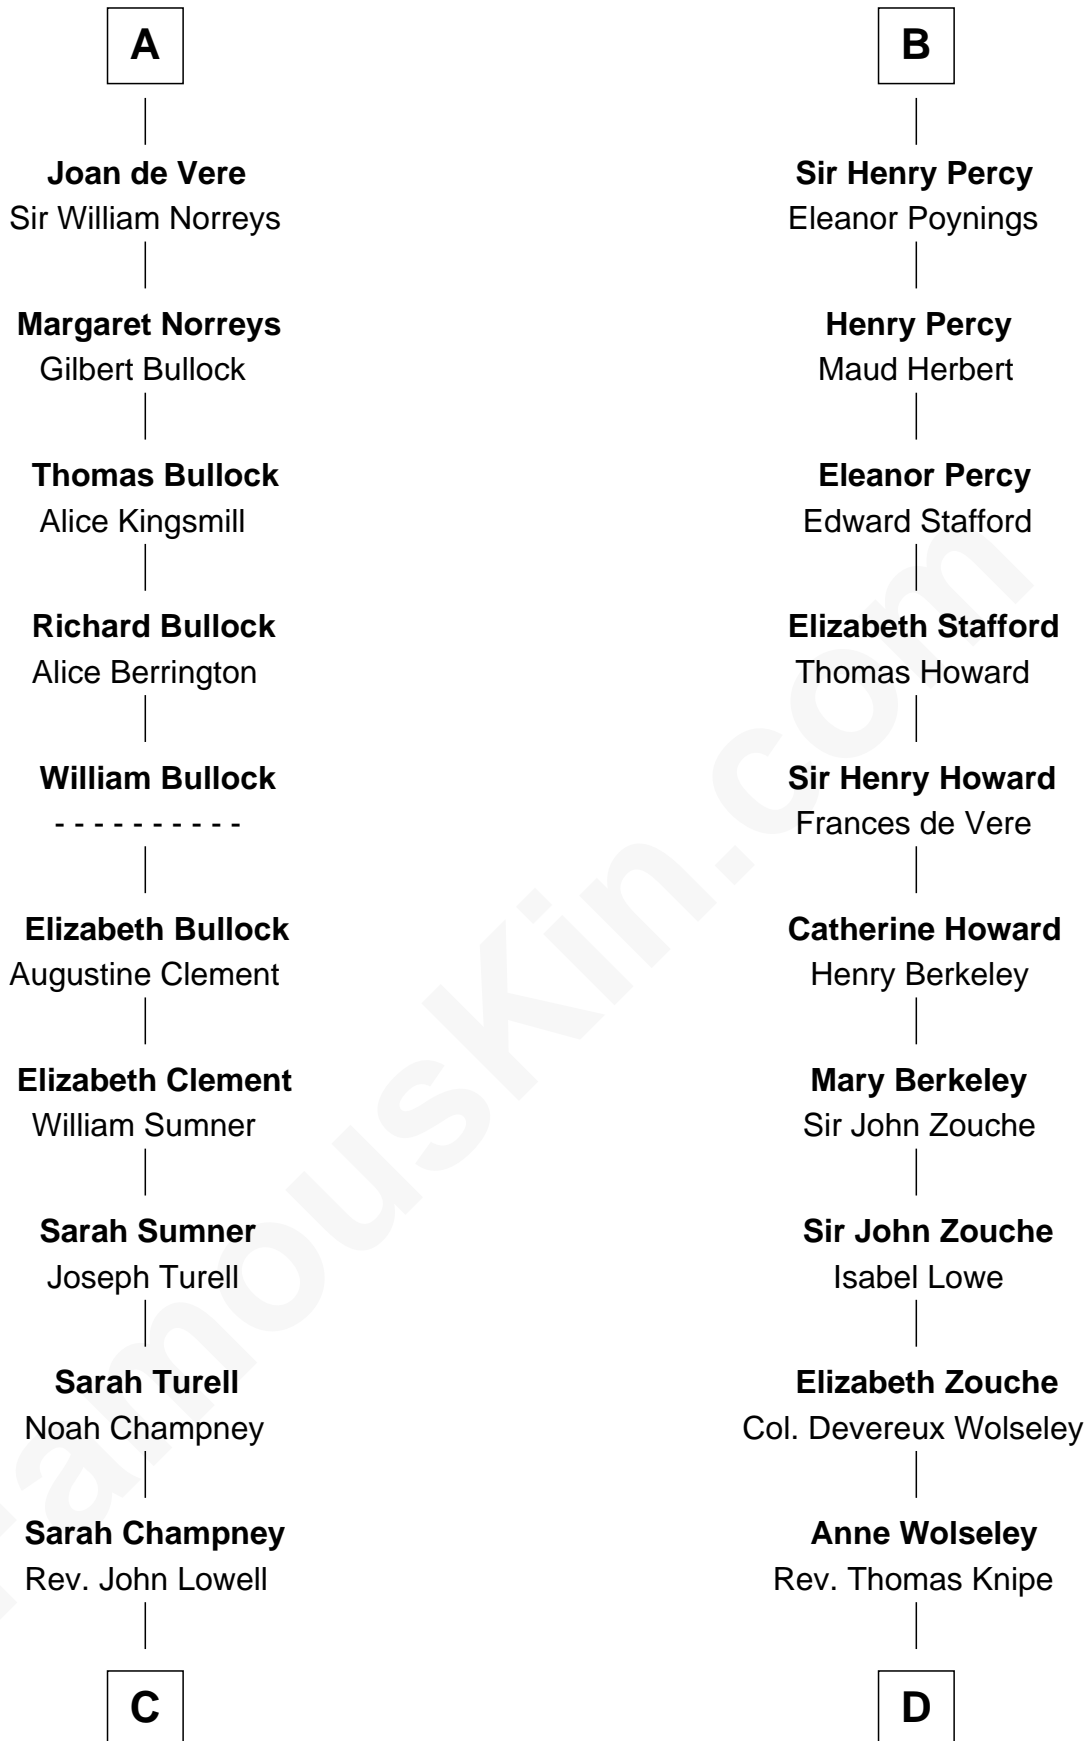 A
Joan de Vere
Sir William Norreys
Margaret Norreys
Gilbert Bullock
Thomas Bullock
Alice Kingsmill
Richard Bullock
Alice Berrington
William Bullock
- - - - - - - - - -
Elizabeth Bullock
Augustine Clement
Elizabeth Clement
William Sumner
Sarah Sumner
Joseph Turell
Sarah Turell
Noah Champney
Sarah Champney
Rev. John Lowell
C
B
Sir Henry Percy
Eleanor Poynings
Henry Percy
Maud Herbert
Eleanor Percy
Edward Stafford
Elizabeth Stafford
Thomas Howard
Sir Henry Howard
Frances de Vere
Catherine Howard
Henry Berkeley
Mary Berkeley
Sir John Zouche
Sir John Zouche
Isabel Lowe
Elizabeth Zouche
Col. Devereux Wolseley
Anne Wolseley
Rev. Thomas Knipe
D
FamousKin.com